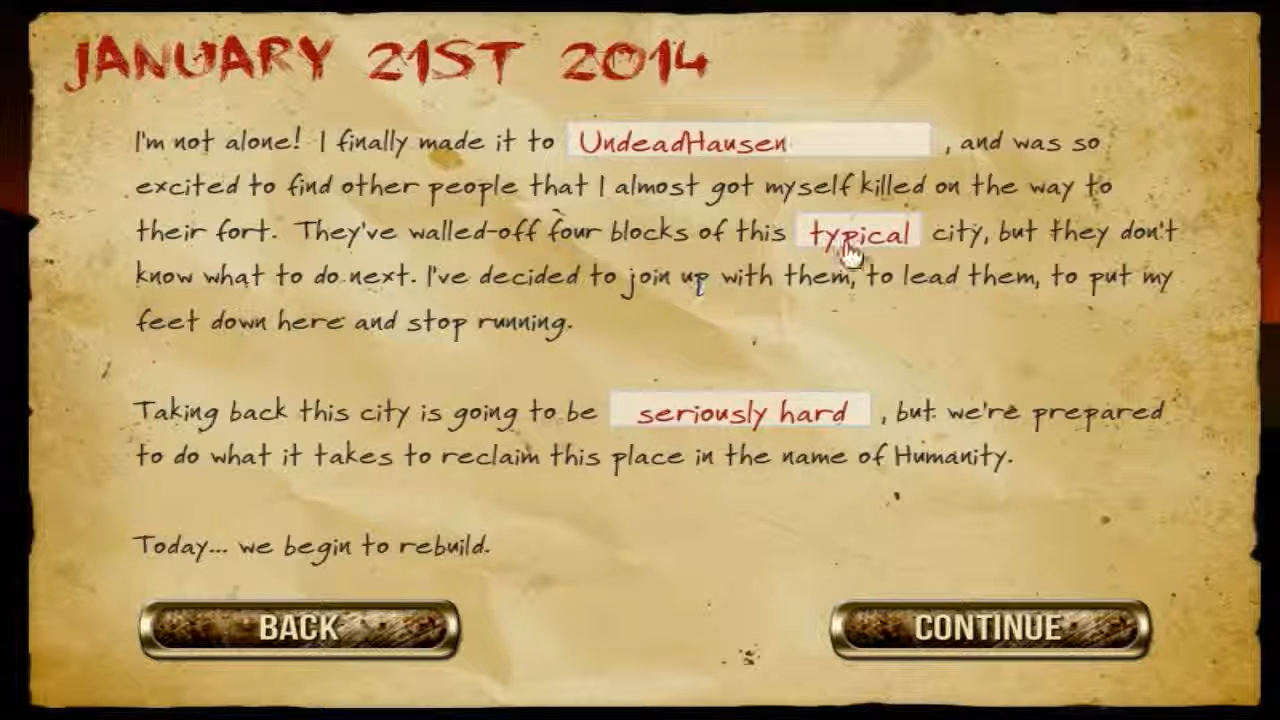 JANUARY 21ST 2014
I'm not alone! I finally made it to UndeadHausen , and was so
excited to find other people that I almost got myself killed on the way to
their fort. They've walled-off four blocks of this typical city, but they don't
know what to do next. I've decided to join up with them, to lead them, to put my
feet down here and stop running.
Taking back this city is going to be seriously hard , but we're prepared
to do what it takes to reclaim this place in the name of Humanity.
Today... we begin to rebuild.
BACK
CONTINUE